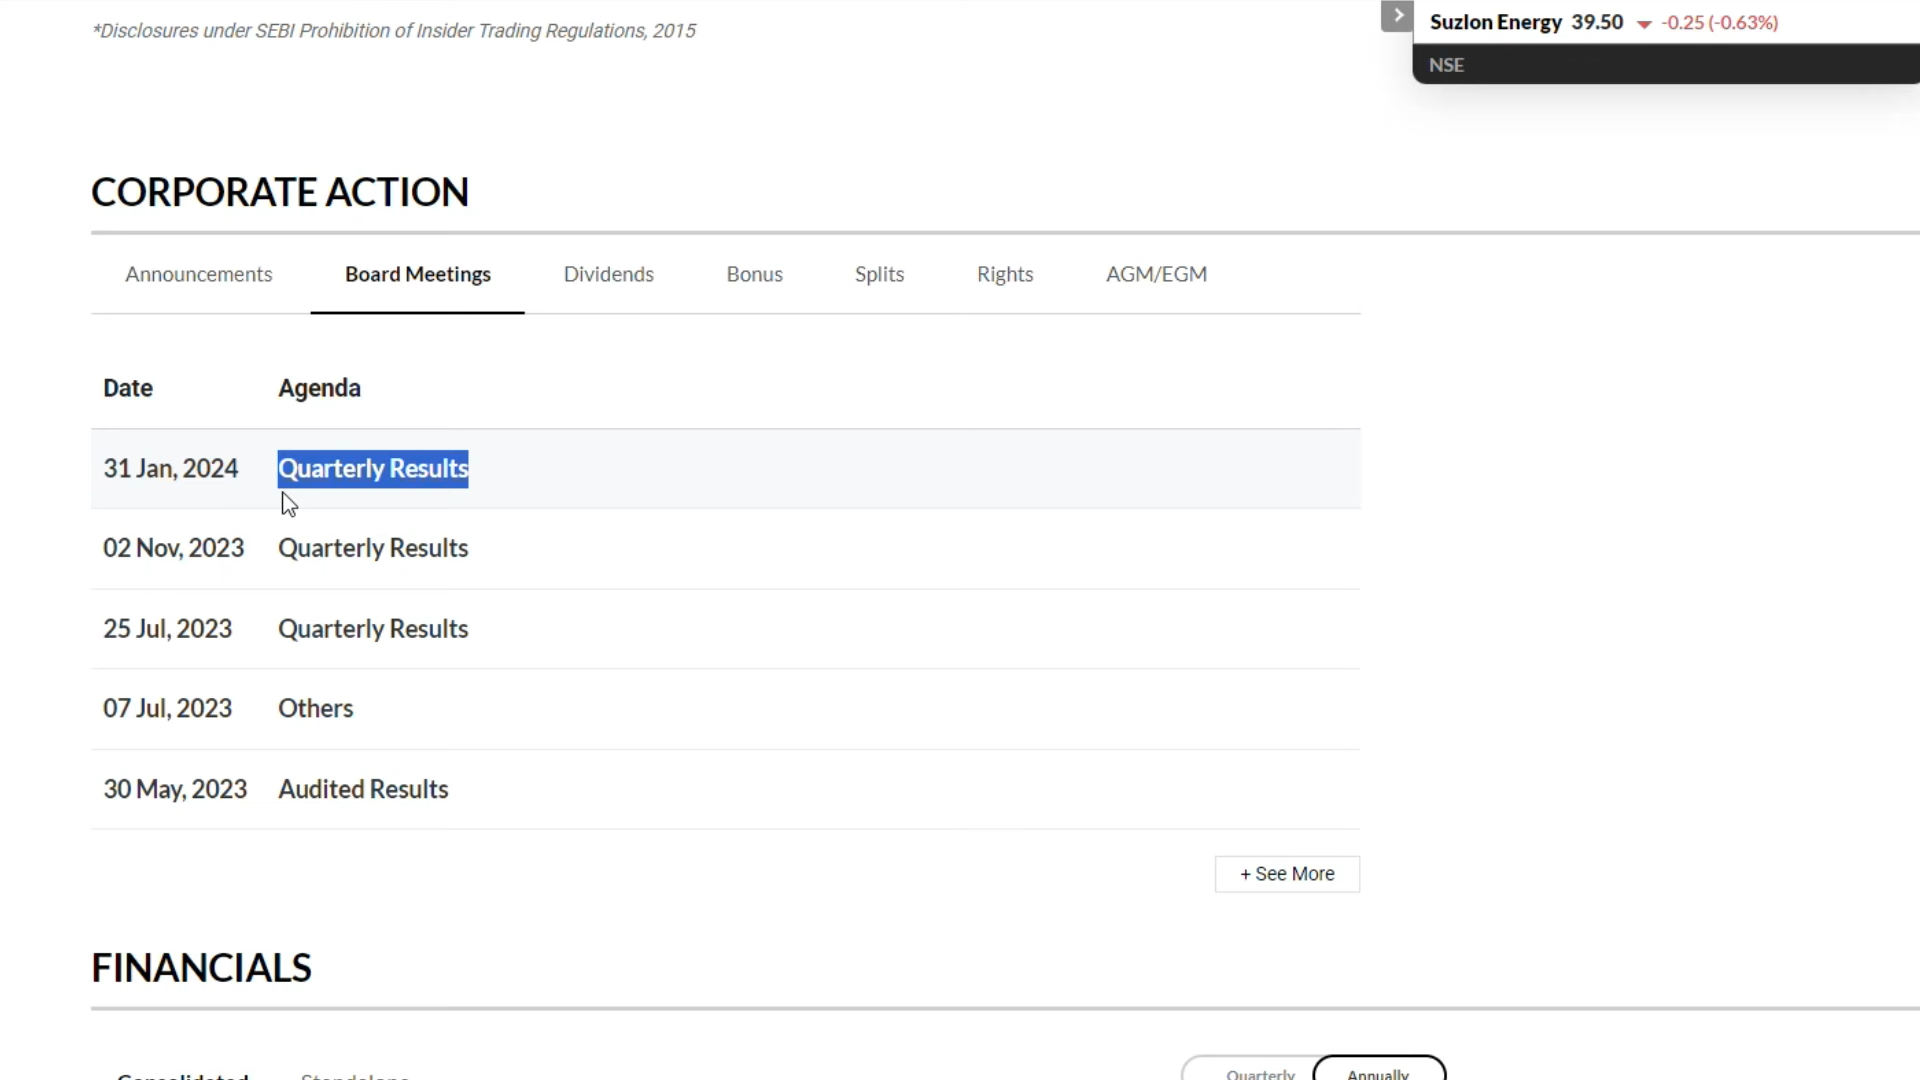 *Disclosures under SEBI Prohibition of Insider Trading Regulations, 2015
Suzlon Energy 39.50 -0.25 (-0.63%)
NSE
CORPORATE ACTION
Announcements Board Meetings Dividends Bonus Splits Rights AGM/EGM
Date Agenda
31 Jan, 2024 Quarterly Results
02 Nov, 2023 Quarterly Results
25 Jul, 2023 Quarterly Results
07 Jul, 2023 Others
30 May, 2023 Audited Results
+ See More
FINANCIALS
Consolidated Standalone Quarterly Annually